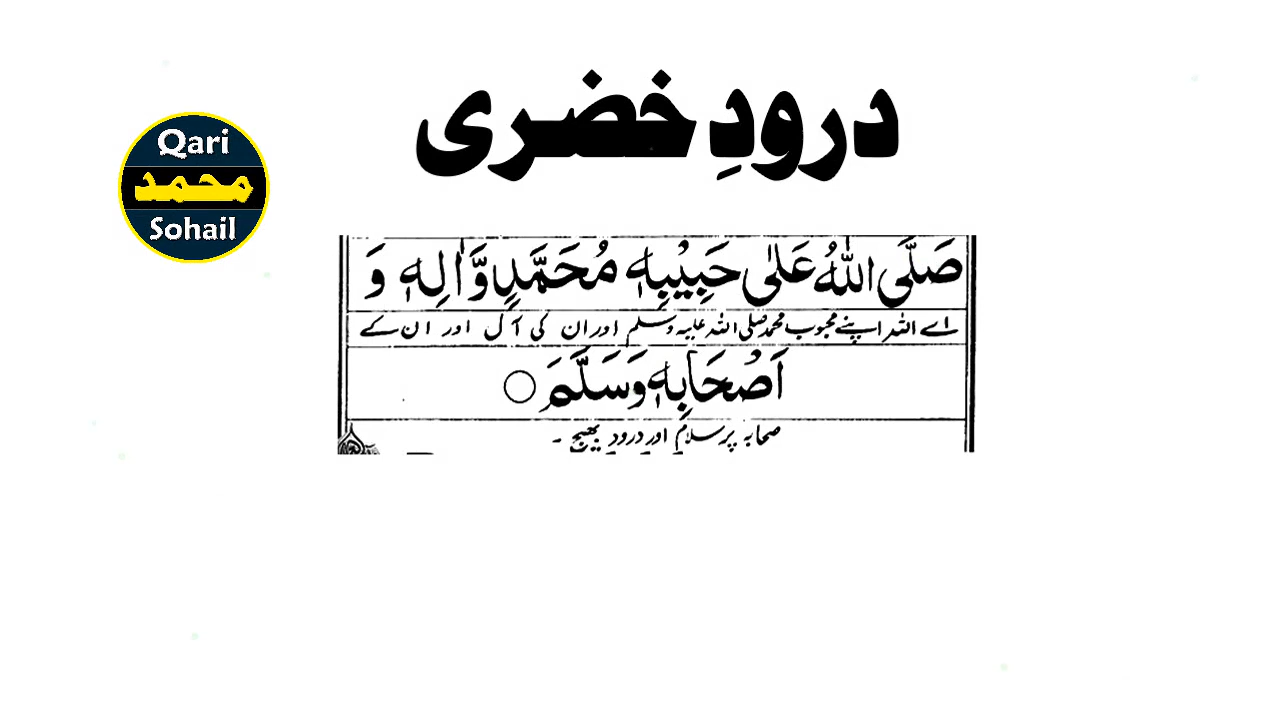 درودِ خضری
Qari
محمد
Sohail
صَلَّی اللّٰهُ عَلٰی حَبِیْبِهٖ مُحَمَّدٍ وَّاٰلِهٖ وَ
اے اللہ اپنے محبوب محمد صلی اللہ علیہ وسلم اور ان کی آل اور ان کے
اَصْحَابِهٖ وَسَلَّمَ ○
صحابہ پر سلام اور درود بھیج ۔